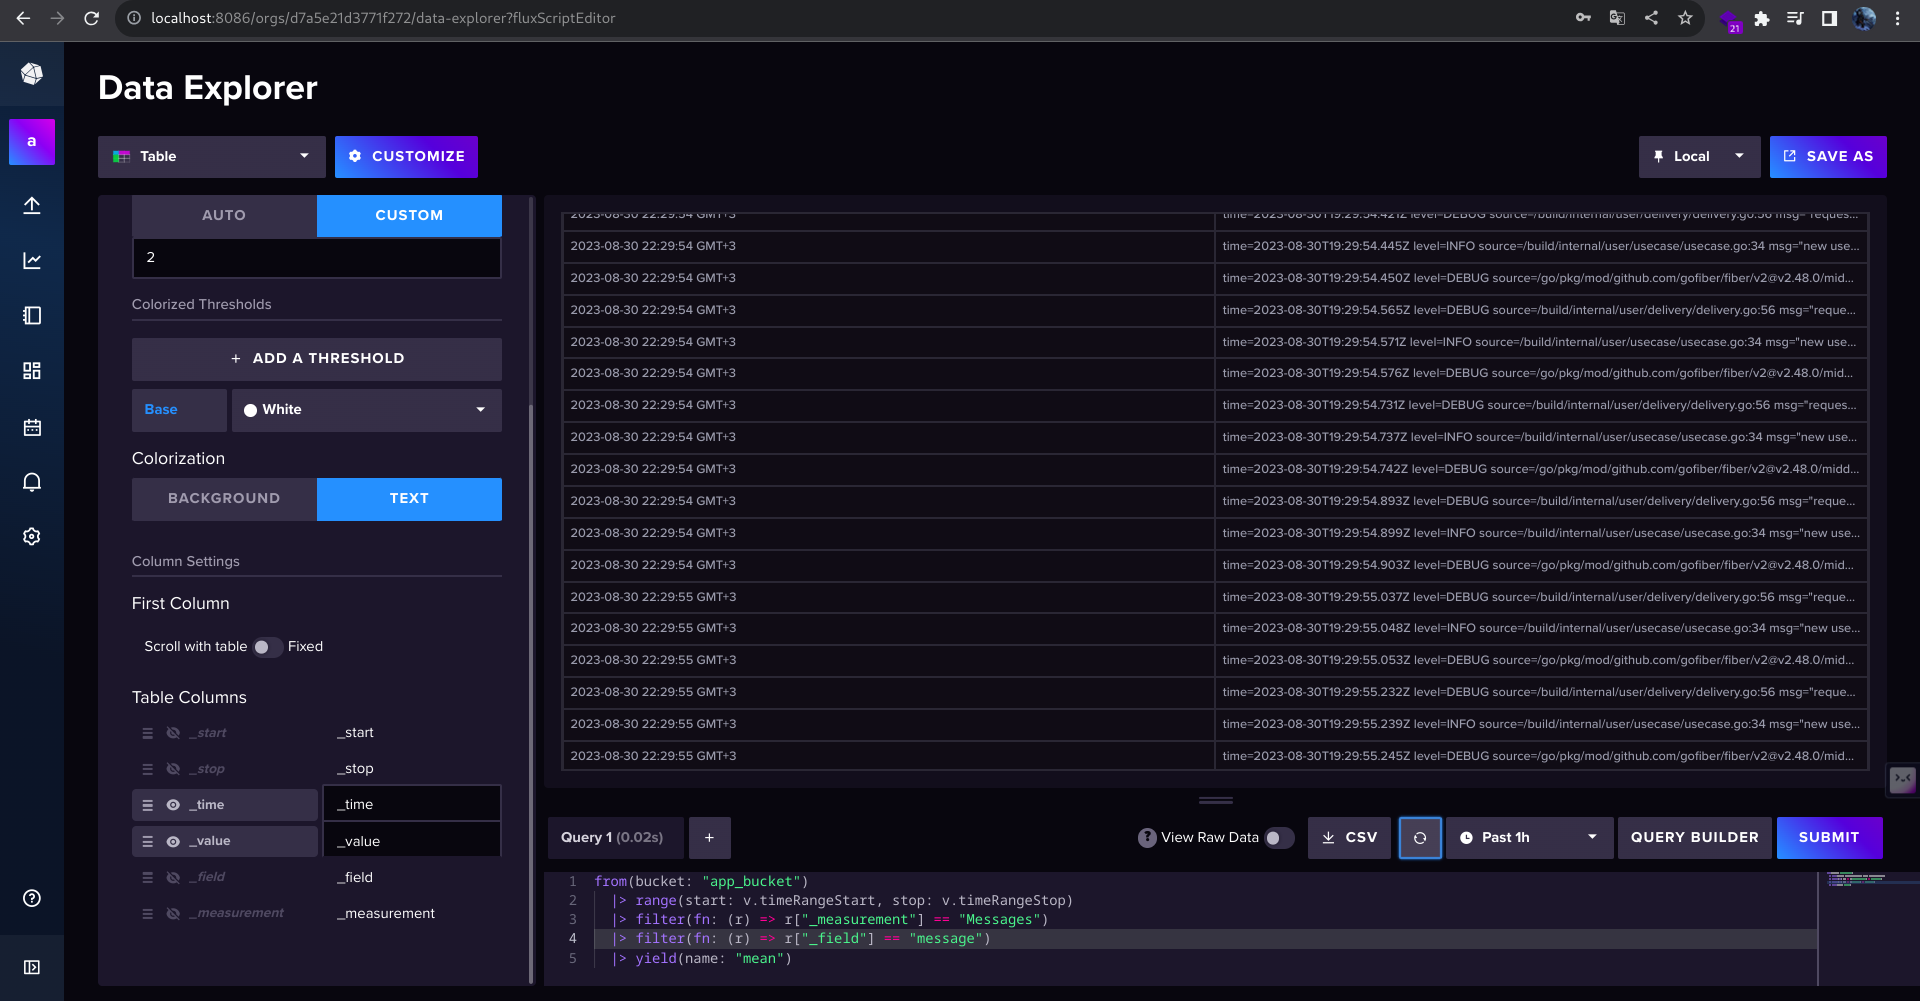 localhost:8086/orgs/d7a5e21d3771f272/data-explorer?fluxScriptEditor
21
Data Explorer
a
Table
CUSTOMIZE
Local
SAVE AS
AUTO
CUSTOM
2
Colorized Thresholds
+ ADD A THRESHOLD
Base
White
Colorization
BACKGROUND
TEXT
Column Settings
First Column
Scroll with table
Fixed
Table Columns
_start _start
_stop _stop
_time _time
_value _value
_field _field
_measurement _measurement
2023-08-30 22:29:54 GMT+3 time=2023-08-30T19:29:54.421Z level=DEBUG source=/build/internal/user/delivery/delivery.go:56 msg="reques...
2023-08-30 22:29:54 GMT+3 time=2023-08-30T19:29:54.445Z level=INFO source=/build/internal/user/usecase/usecase.go:34 msg="new use...
2023-08-30 22:29:54 GMT+3 time=2023-08-30T19:29:54.450Z level=DEBUG source=/go/pkg/mod/github.com/gofiber/fiber/v2@v2.48.0/mid...
2023-08-30 22:29:54 GMT+3 time=2023-08-30T19:29:54.565Z level=DEBUG source=/build/internal/user/delivery/delivery.go:56 msg="reque...
2023-08-30 22:29:54 GMT+3 time=2023-08-30T19:29:54.571Z level=INFO source=/build/internal/user/usecase/usecase.go:34 msg="new use...
2023-08-30 22:29:54 GMT+3 time=2023-08-30T19:29:54.576Z level=DEBUG source=/go/pkg/mod/github.com/gofiber/fiber/v2@v2.48.0/mid...
2023-08-30 22:29:54 GMT+3 time=2023-08-30T19:29:54.731Z level=DEBUG source=/build/internal/user/delivery/delivery.go:56 msg="reques...
2023-08-30 22:29:54 GMT+3 time=2023-08-30T19:29:54.737Z level=INFO source=/build/internal/user/usecase/usecase.go:34 msg="new use...
2023-08-30 22:29:54 GMT+3 time=2023-08-30T19:29:54.742Z level=DEBUG source=/go/pkg/mod/github.com/gofiber/fiber/v2@v2.48.0/midd...
2023-08-30 22:29:54 GMT+3 time=2023-08-30T19:29:54.893Z level=DEBUG source=/build/internal/user/delivery/delivery.go:56 msg="reque...
2023-08-30 22:29:54 GMT+3 time=2023-08-30T19:29:54.899Z level=INFO source=/build/internal/user/usecase/usecase.go:34 msg="new use...
2023-08-30 22:29:54 GMT+3 time=2023-08-30T19:29:54.903Z level=DEBUG source=/go/pkg/mod/github.com/gofiber/fiber/v2@v2.48.0/mid...
2023-08-30 22:29:55 GMT+3 time=2023-08-30T19:29:55.037Z level=DEBUG source=/build/internal/user/delivery/delivery.go:56 msg="reque...
2023-08-30 22:29:55 GMT+3 time=2023-08-30T19:29:55.048Z level=INFO source=/build/internal/user/usecase/usecase.go:34 msg="new use...
2023-08-30 22:29:55 GMT+3 time=2023-08-30T19:29:55.053Z level=DEBUG source=/go/pkg/mod/github.com/gofiber/fiber/v2@v2.48.0/mid...
2023-08-30 22:29:55 GMT+3 time=2023-08-30T19:29:55.232Z level=DEBUG source=/build/internal/user/delivery/delivery.go:56 msg="reque...
2023-08-30 22:29:55 GMT+3 time=2023-08-30T19:29:55.239Z level=INFO source=/build/internal/user/usecase/usecase.go:34 msg="new use...
2023-08-30 22:29:55 GMT+3 time=2023-08-30T19:29:55.245Z level=DEBUG source=/go/pkg/mod/github.com/gofiber/fiber/v2@v2.48.0/mid...
Query 1 (0.02s)
+
? View Raw Data
CSV
Past 1h
QUERY BUILDER
SUBMIT
1 from(bucket: "app_bucket")
2 |> range(start: v.timeRangeStart, stop: v.timeRangeStop)
3 |> filter(fn: (r) => r["_measurement"] == "Messages")
4 |> filter(fn: (r) => r["_field"] == "message")
5 |> yield(name: "mean")